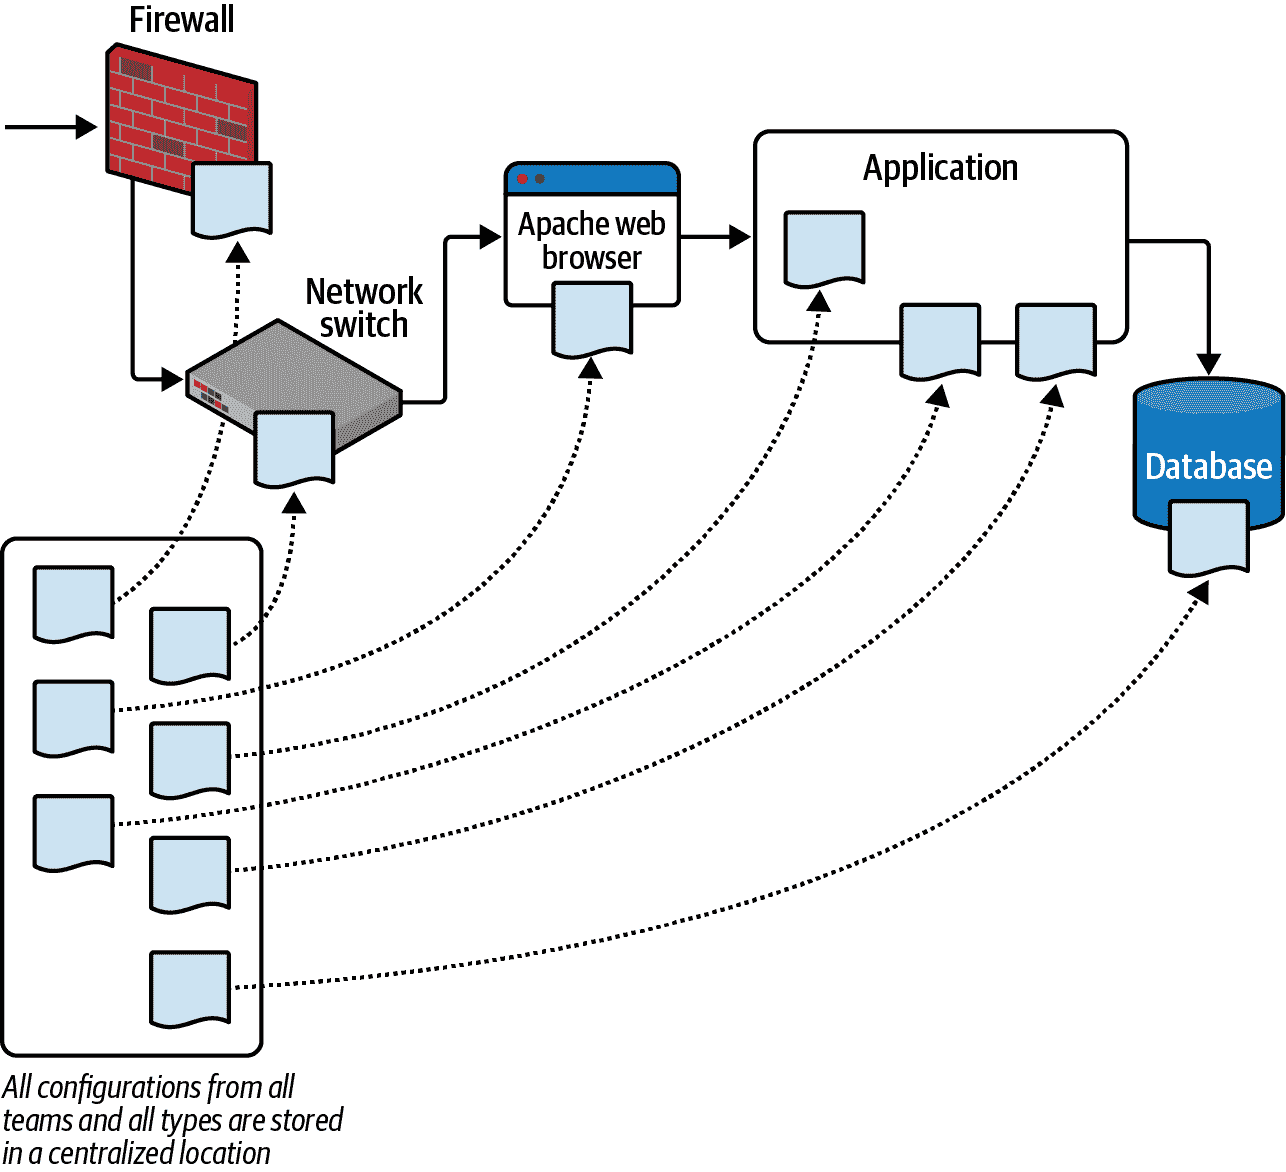 Firewall
Network
switch
Apache web
browser
Application
Database
All configurations from all
teams and all types are stored
in a centralized location